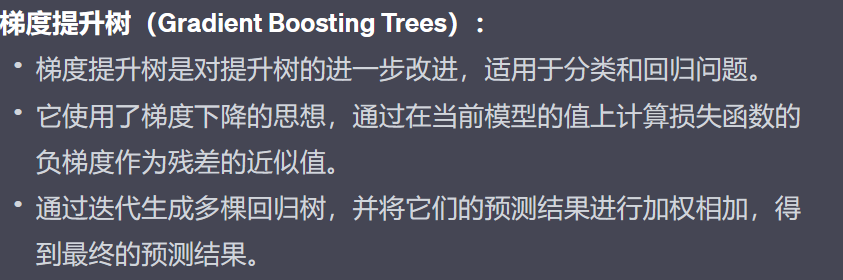 梯度提升树（Gradient Boosting Trees）：
• 梯度提升树是对提升树的进一步改进，适用于分类和回归问题。
• 它使用了梯度下降的思想，通过在当前模型的值上计算损失函数的
负梯度作为残差的近似值。
• 通过迭代生成多棵回归树，并将它们的预测结果进行加权相加，得
到最终的预测结果。